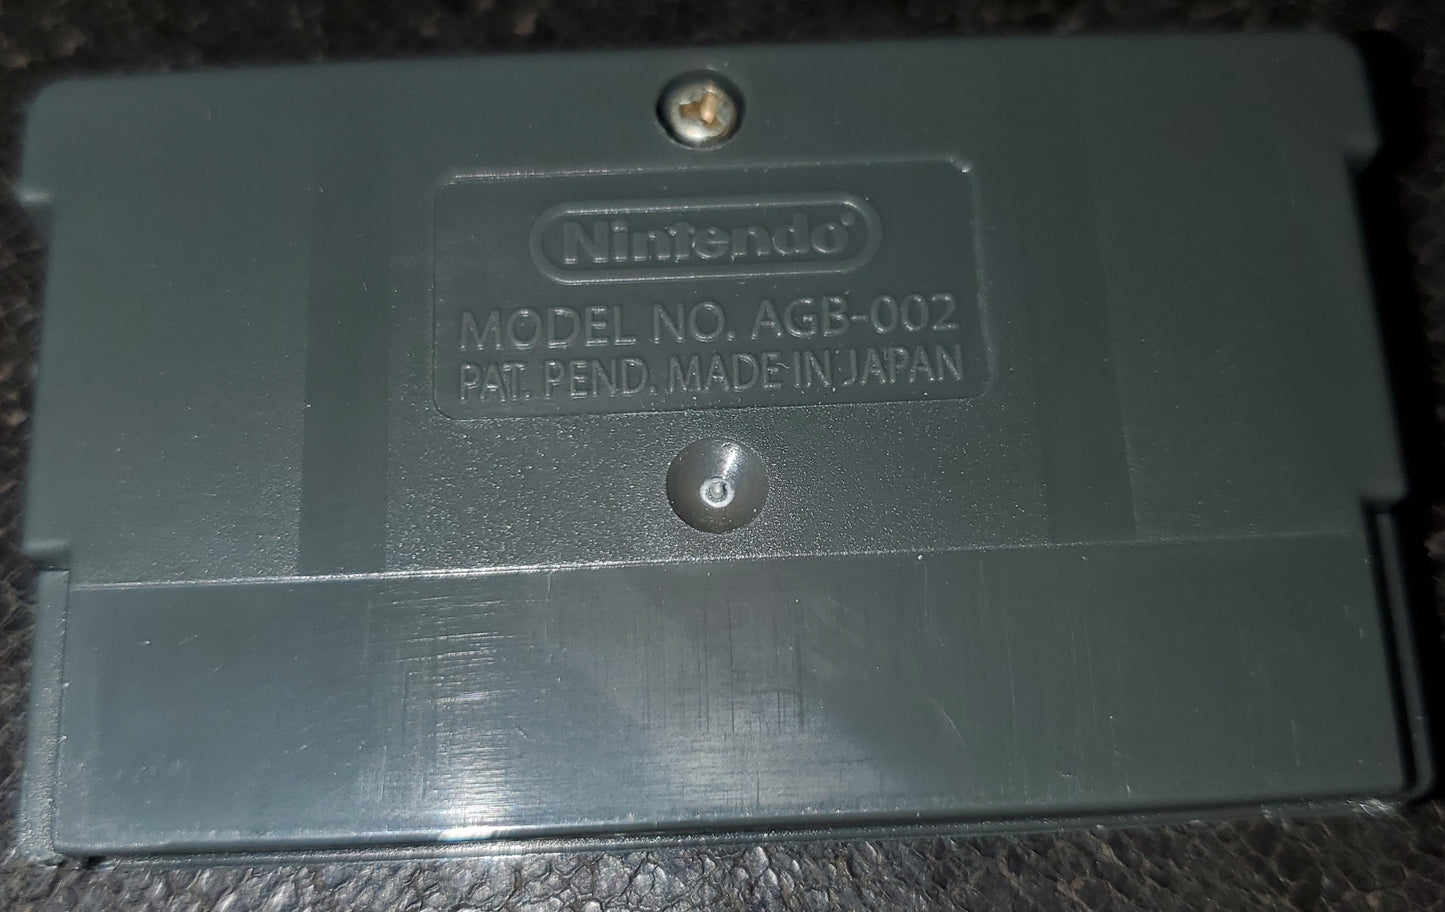 Nintendo®
MODEL NO. AGB-002
PAT. PEND. MADE IN JAPAN